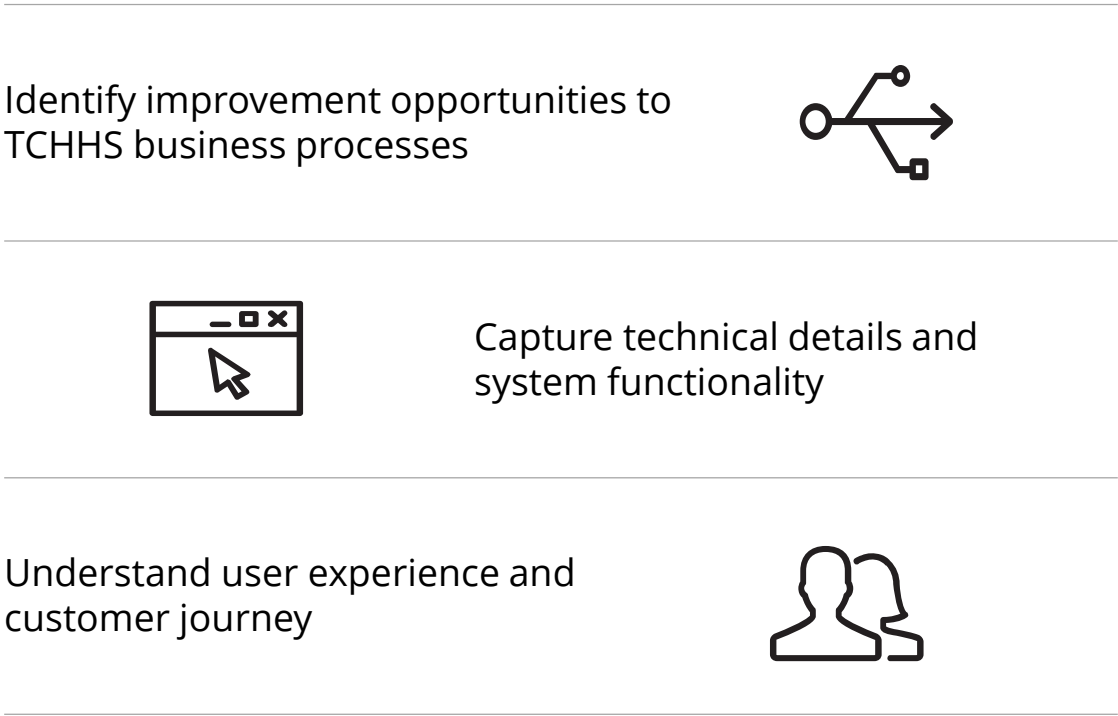 Identify improvement opportunities to
TCHHS business processes
Capture technical details and
system functionality
Understand user experience and
customer journey